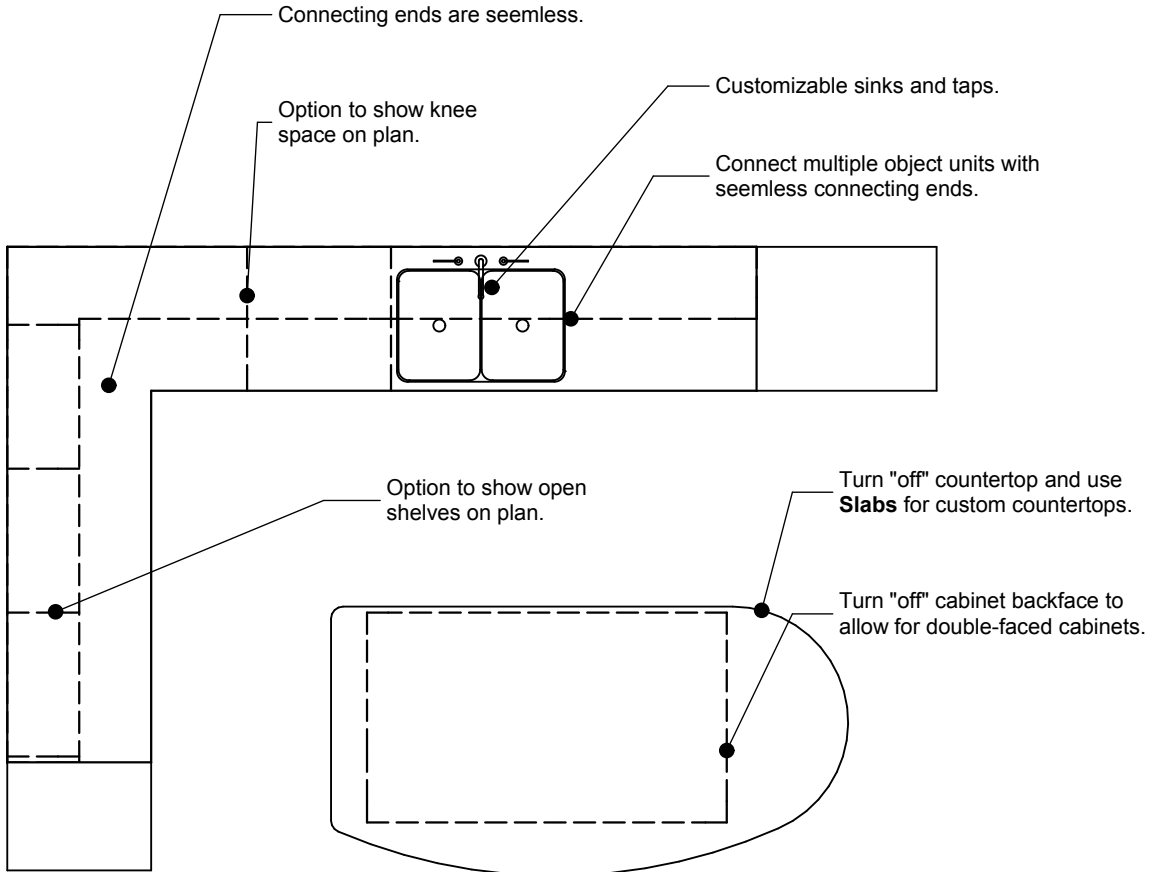 Connecting ends are seemless.
Customizable sinks and taps.
Option to show knee
space on plan.
Connect multiple object units with
seemless connecting ends.
Option to show open
shelves on plan.
Turn "off" countertop and use
Slabs for custom countertops.
Turn "off" cabinet backface to
allow for double-faced cabinets.